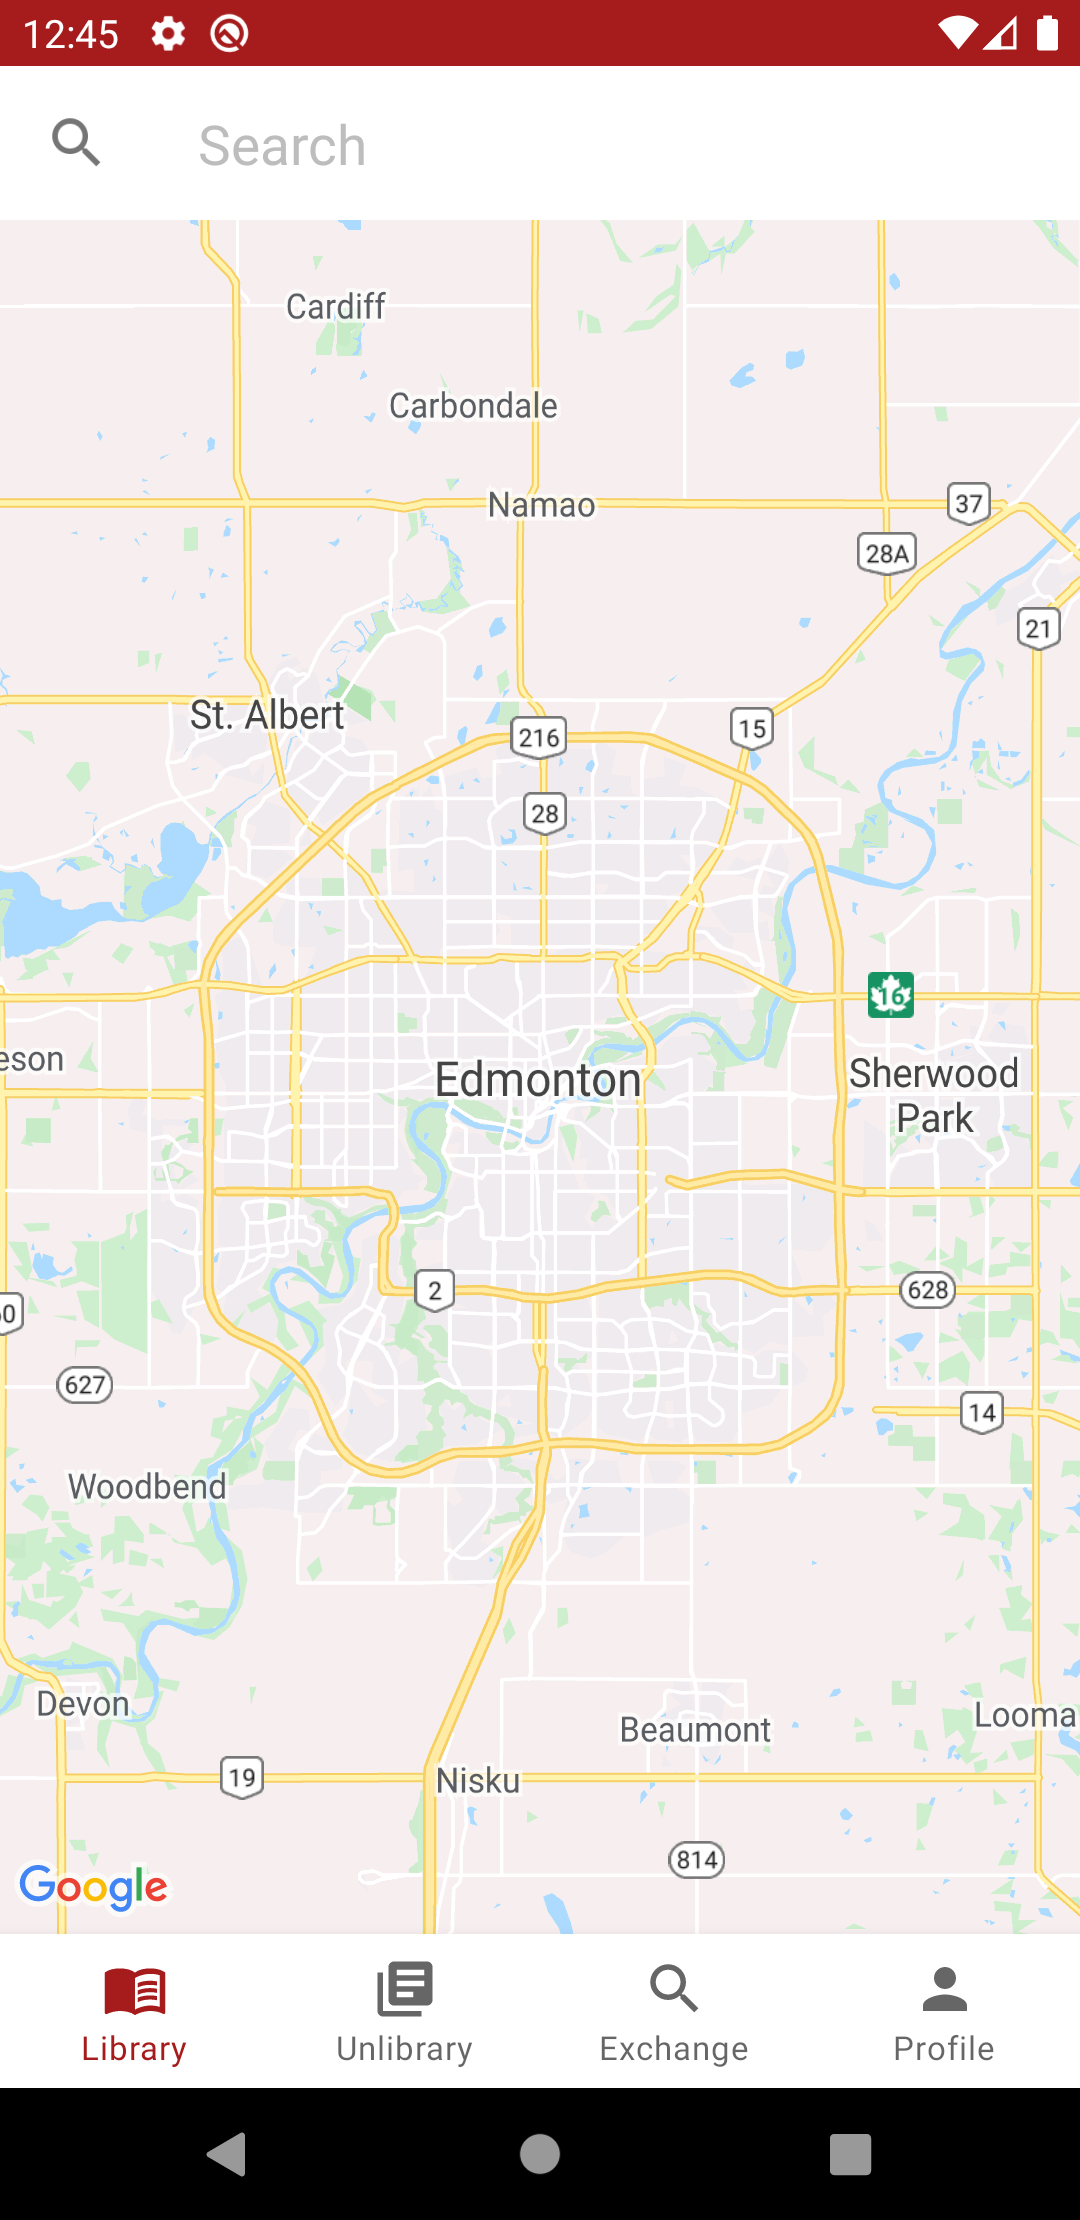 12:45
Search
Cardiff
Carbondale
Namao
37
28A
21
St. Albert
15
216
28
16
eson
Edmonton
Sherwood
Park
2
628
60
627
14
Woodbend
Devon
Looma
Beaumont
19
Nisku
814
Google
Library
Unlibrary
Exchange
Profile